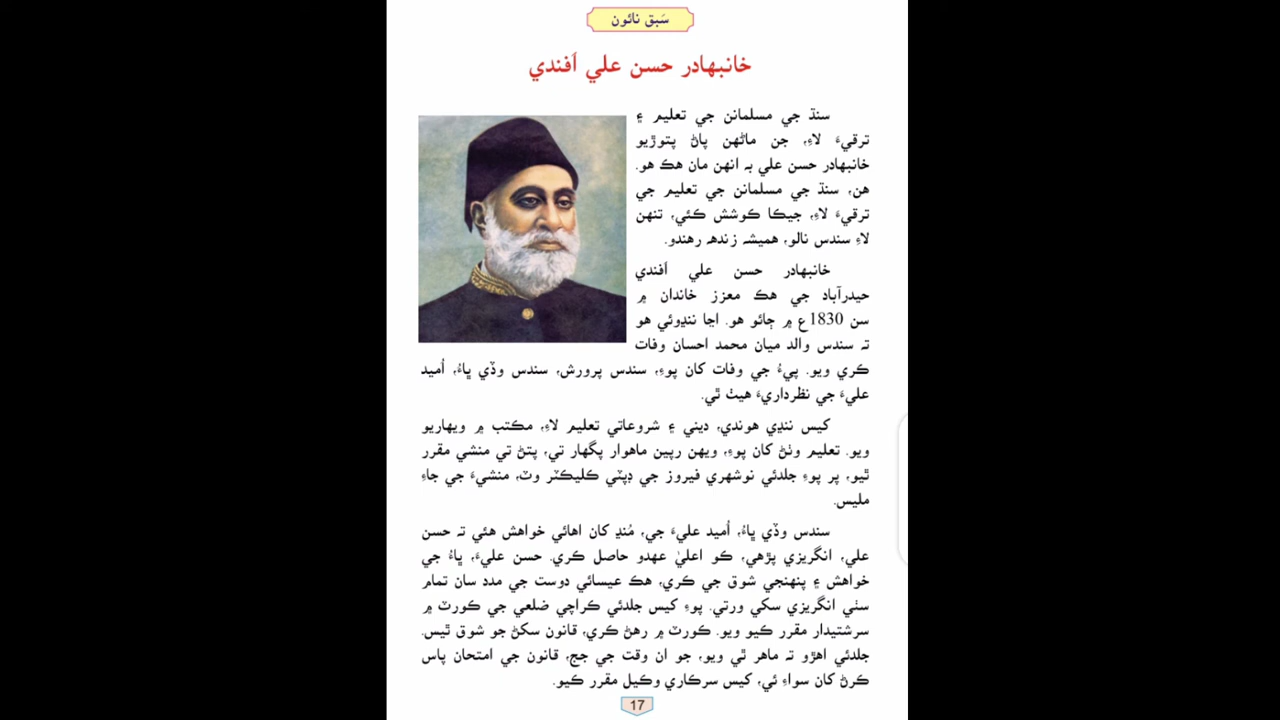 سَبق نائون
خانبهادر حسن علي آفندي
سنڌ جي مسلمانن جي تعليم ۽
ترقيءَ لاءِ، جن ماڻهن پاڻ پتوڙيو
خانبهادر حسن علي به انهن مان هڪ هو.
هن، سنڌ جي مسلمانن جي تعليم جي
ترقيءَ لاءِ، جيڪا ڪوشش ڪئي، تنهن
لاءِ سندس نالو، هميشہ زندهہ رهندو.
خانبهادر حسن علي آفندي
حيدرآباد جي هڪ معزز خاندان ۾
سن 1830ع ۾ ڄائو هو. اڃا ننڍوئي هو
تہ سندس والد ميان محمد احسان وفات
ڪري ويو. پيءُ جي وفات کان پوءِ، سندس پرورش، سندس وڏي ڀاءُ، اُميد
عليءَ جي نظرداريءَ هيٺ ٿي.
کيس ننڍي هوندي، ديني ۽ شروعاتي تعليم لاءِ، مڪتب ۾ ويهاريو
ويو. تعليم وٺڻ کان پوءِ، ويهن رپين ماهوار پگهار تي، پتڻ تي منشي مقرر
ٿيو، پر پوءِ جلدئي نوشهري فيروز جي ڊپٽي ڪليڪٽر وٽ، منشيءَ جي جاءِ
مليس.
سندس وڏي ڀاءُ، اُميد عليءَ جي، مُنڍ کان اهائي خواهش هئي تہ حسن
علي، انگريزي پڙهي، ڪو اعليٰ عهدو حاصل ڪري. حسن عليءَ، ڀاءُ جي
خواهش ۽ پنهنجي شوق جي ڪري، هڪ عيسائي دوست جي مدد سان تمام
سٺي انگريزي سکي ورتي. پوءِ کيس جلدئي ڪراچي ضلعي جي ڪورٽ ۾
سرشتيدار مقرر ڪيو ويو. ڪورٽ ۾ رهڻ ڪري، قانون سکڻ جو شوق ٿيس.
جلدئي اهڙو تہ ماهر ٿي ويو، جو ان وقت جي جج، قانون جي امتحان پاس
ڪرڻ کان سواءِ ئي، کيس سرڪاري وڪيل مقرر ڪيو.
17